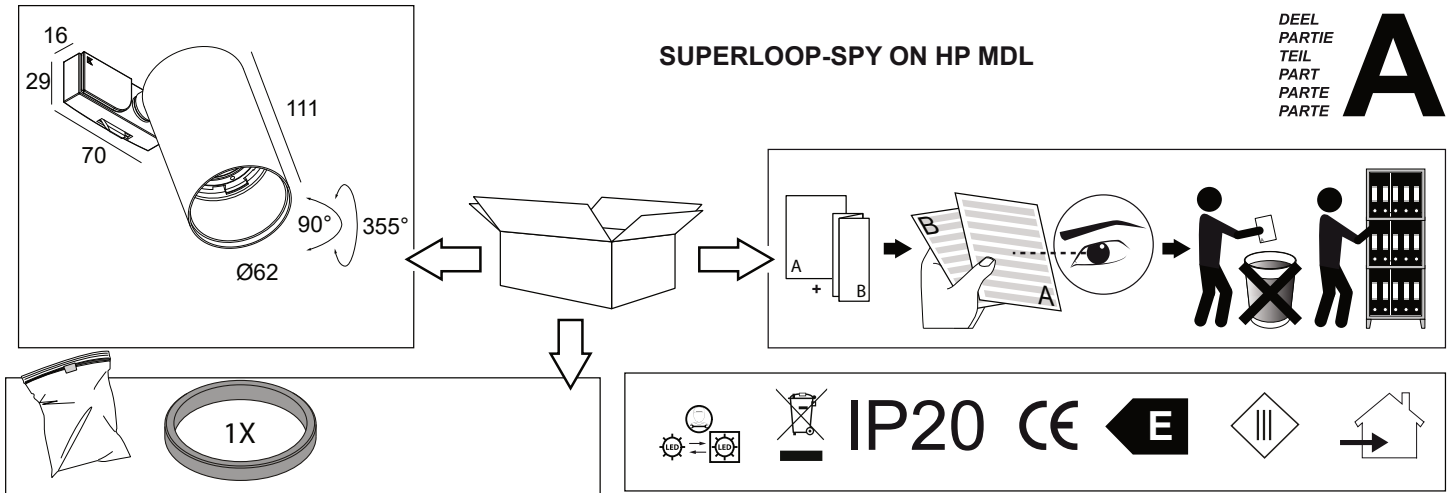 SUPERLOOP-SPY ON HP MDL
DEEL
PARTIE
TEIL
PART
PARTE
PARTE
A
16
29
70
111
90°
355°
Ø62
A
+
B
B
A
1X
LED
LED
IP20
CE
E
III